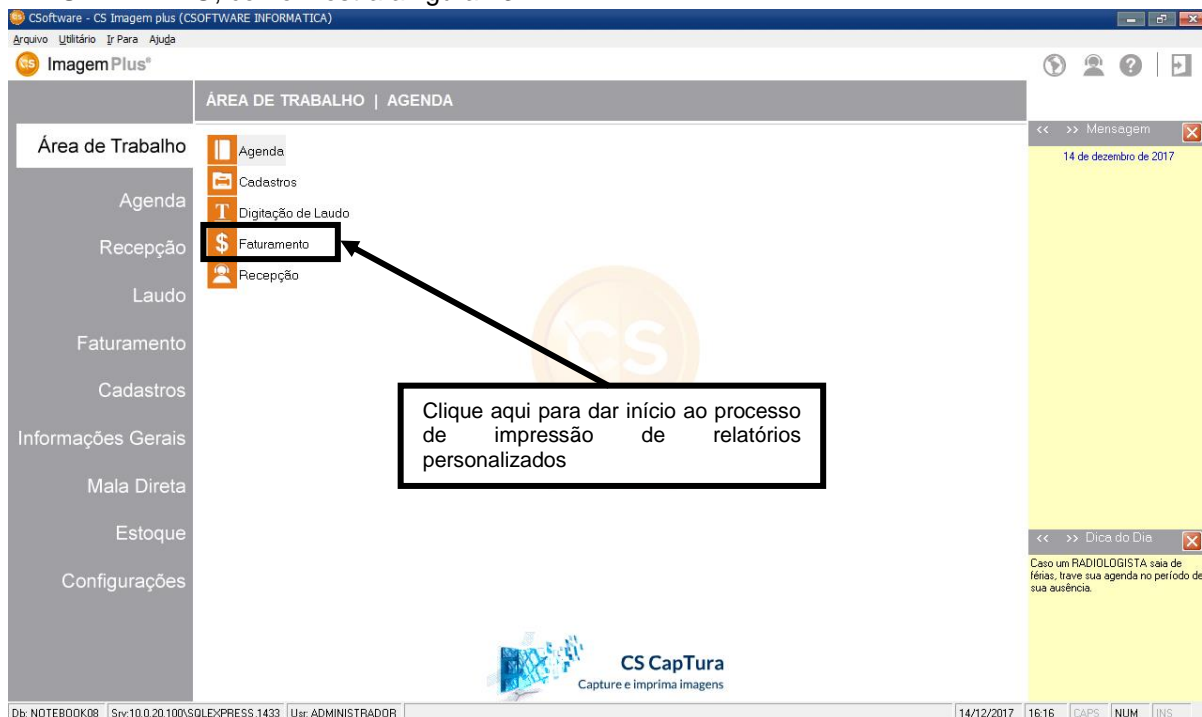 CSoftware - CS Imagem plus (CSOFTWARE INFORMATICA)
Arquivo Utilitário Ir Para Ajuda
CS ImagemPlus®
ÁREA DE TRABALHO | AGENDA
Área de Trabalho
Agenda
Recepção
Laudo
Faturamento
Cadastros
Informações Gerais
Mala Direta
Estoque
Configurações
Agenda
Cadastros
T Digitação de Laudo
$ Faturamento
Recepção
CS
Clique aqui para dar início ao processo
de impressão de relatórios
personalizados
CS CapTura
Capture e imprima imagens
<< >> Mensagem
14 de dezembro de 2017
<< >> Dica do Dia
Caso um RADIOLOGISTA saia de
férias, trave sua agenda no período de
sua ausência.
Db: NOTEBOOK08 Srv:10.0.20.100\SQLEXPRESS,1433 Usr: ADMINISTRADOR 14/12/2017 16:16 CAPS NUM INS